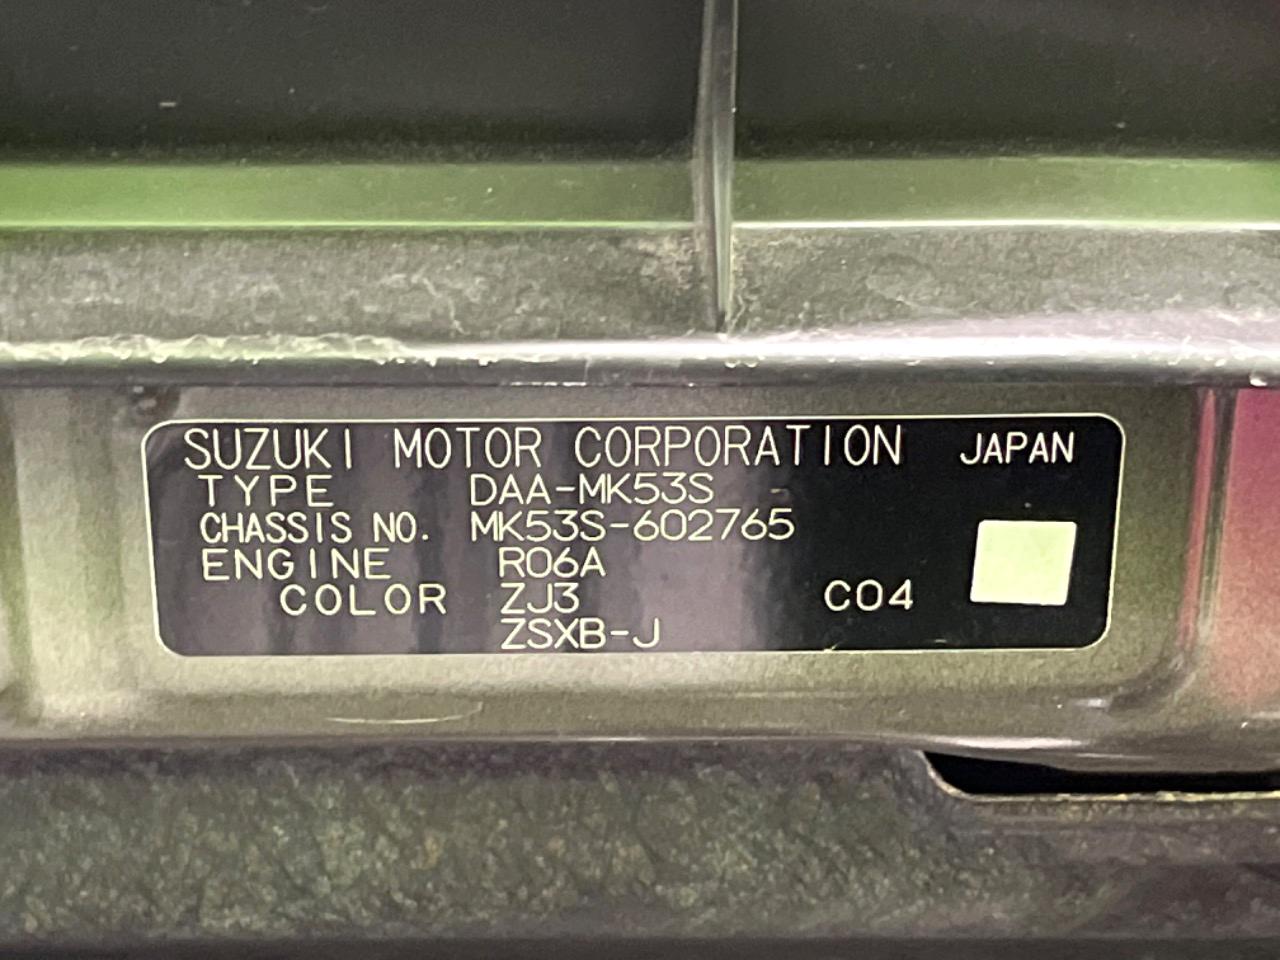 SUZUKI MOTOR CORPORATION JAPAN
TYPE DAA-MK53S
CHASSIS NO. MK53S-602765
ENGINE R06A
COLOR ZJ3 C04
ZSXB-J